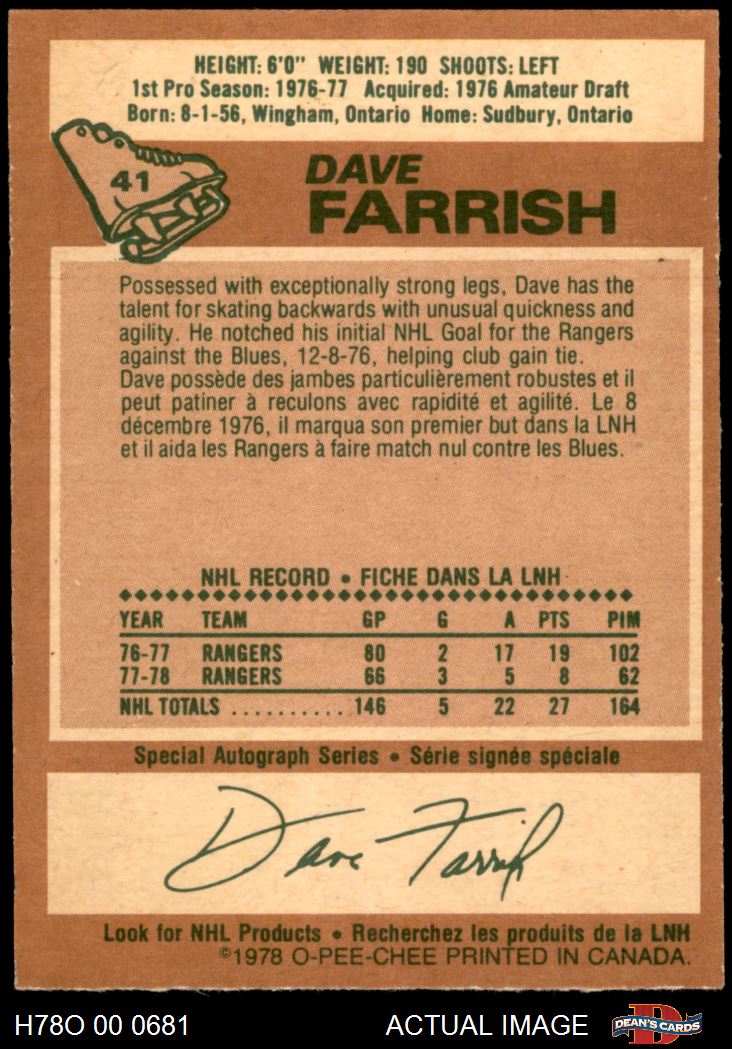 HEIGHT: 6'0" WEIGHT: 190 SHOOTS: LEFT
1st Pro Season: 1976-77 Acquired: 1976 Amateur Draft
Born: 8-1-56, Wingham, Ontario Home: Sudbury, Ontario
41
DAVE
FARRISH
Possessed with exceptionally strong legs, Dave has the
talent for skating backwards with unusual quickness and
agility. He notched his initial NHL Goal for the Rangers
against the Blues, 12-8-76, helping club gain tie.
Dave possède des jambes particulièrement robustes et il
peut patiner à reculons avec rapidité et agilité. Le 8
décembre 1976, il marqua son premier but dans la LNH
et il aida les Rangers à faire match nul contre les Blues.
NHL RECORD • FICHE DANS LA LNH
YEAR TEAM GP G A PTS PIM
76-77 RANGERS 80 2 17 19 102
77-78 RANGERS 66 3 5 8 62
NHL TOTALS .......... 146 5 22 27 164
Special Autograph Series • Série signée spéciale
Dave Farrish
Look for NHL Products • Recherchez les produits de la LNH
©1978 O-PEE-CHEE PRINTED IN CANADA.
H78O 00 0681 ACTUAL IMAGE
D
DEAN'S CARDS